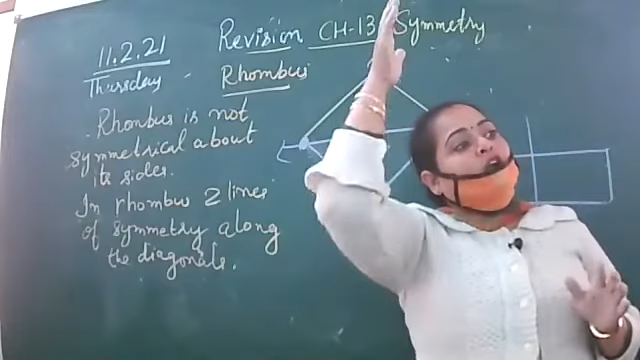 11.2.21
Thursday
Revision CH-13 Symmetry
Rhombus
Rhombus is not
symmetrical about
its sides.
In rhombus 2 lines
of symmetry along
the diagonals.